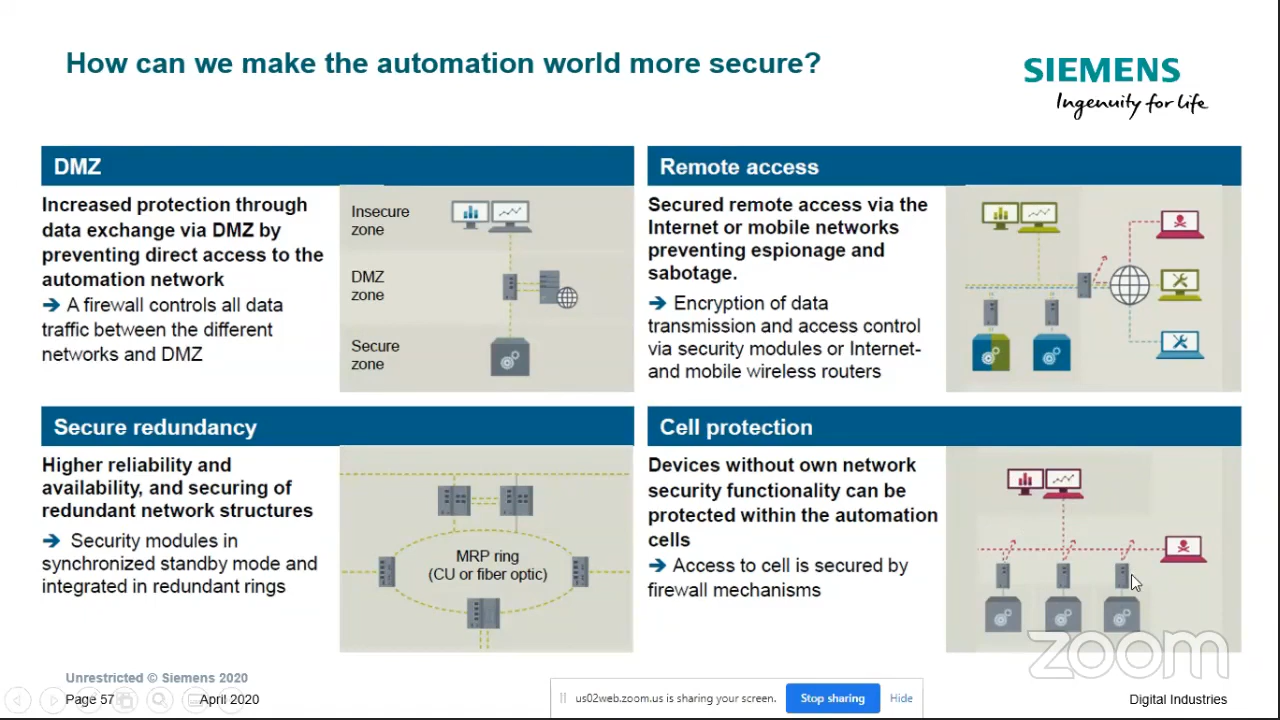 How can we make the automation world more secure?
SIEMENS
Ingenuity for life
DMZ
Increased protection through
data exchange via DMZ by
preventing direct access to the
automation network
➔ A firewall controls all data
traffic between the different
networks and DMZ
Insecure
zone
DMZ
zone
Secure
zone
Remote access
Secured remote access via the
Internet or mobile networks
preventing espionage and
sabotage.
➔ Encryption of data
transmission and access control
via security modules or Internet-
and mobile wireless routers
Secure redundancy
Higher reliability and
availability, and securing of
redundant network structures
➔ Security modules in
synchronized standby mode and
integrated in redundant rings
MRP ring
(CU or fiber optic)
Cell protection
Devices without own network
security functionality can be
protected within the automation
cells
➔ Access to cell is secured by
firewall mechanisms
zoom
Unrestricted © Siemens 2020
Page 57 April 2020
us02web.zoom.us is sharing your screen. Stop sharing Hide
Digital Industries